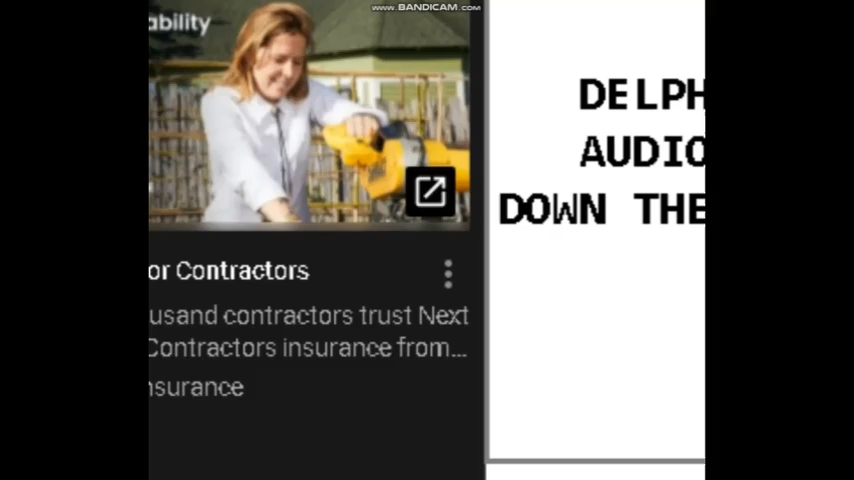 www.BANDICAM.com
ability
or Contractors
usand contractors trust Next
Contractors insurance from...
nsurance
DELPH
AUDIO
DOWN THE